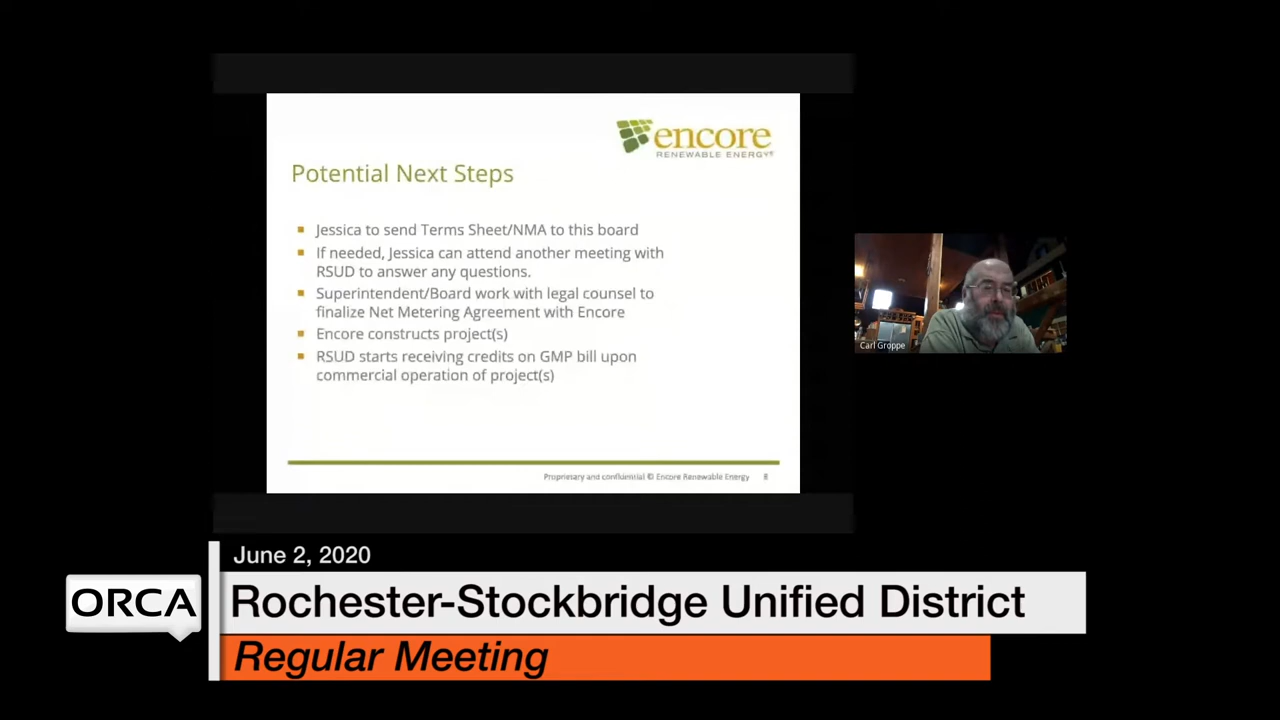 encore
RENEWABLE ENERGY
Potential Next Steps
Jessica to send Terms Sheet/NMA to this board
If needed, Jessica can attend another meeting with
RSUD to answer any questions.
Superintendent/Board work with legal counsel to
finalize Net Metering Agreement with Encore
Encore constructs project(s)
RSUD starts receiving credits on GMP bill upon
commercial operation of project(s)
Proprietary and confidential © Encore Renewable Energy 8
Carl Groppe
June 2, 2020
ORCA
Rochester-Stockbridge Unified District
Regular Meeting